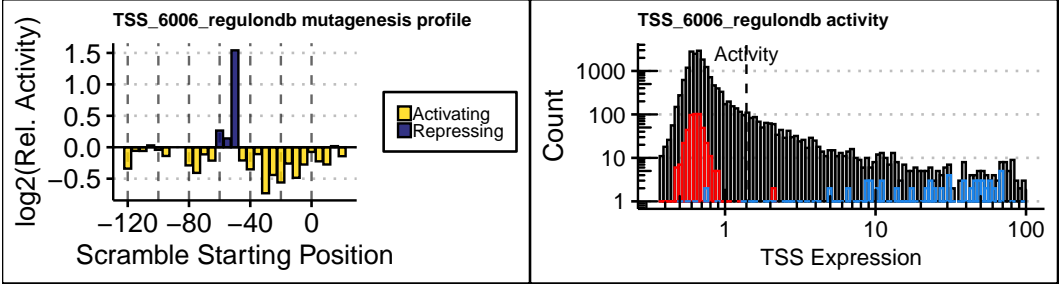 TSS_6006_regulondb mutagenesis profile
log2(Rel. Activity)
1.5
1.0
0.5
0.0
−0.5
−120
−80
−40
0
Scramble Starting Position
Activating
Repressing
TSS_6006_regulondb activity
Activity
Count
1000
100
10
1
1
10
100
TSS Expression